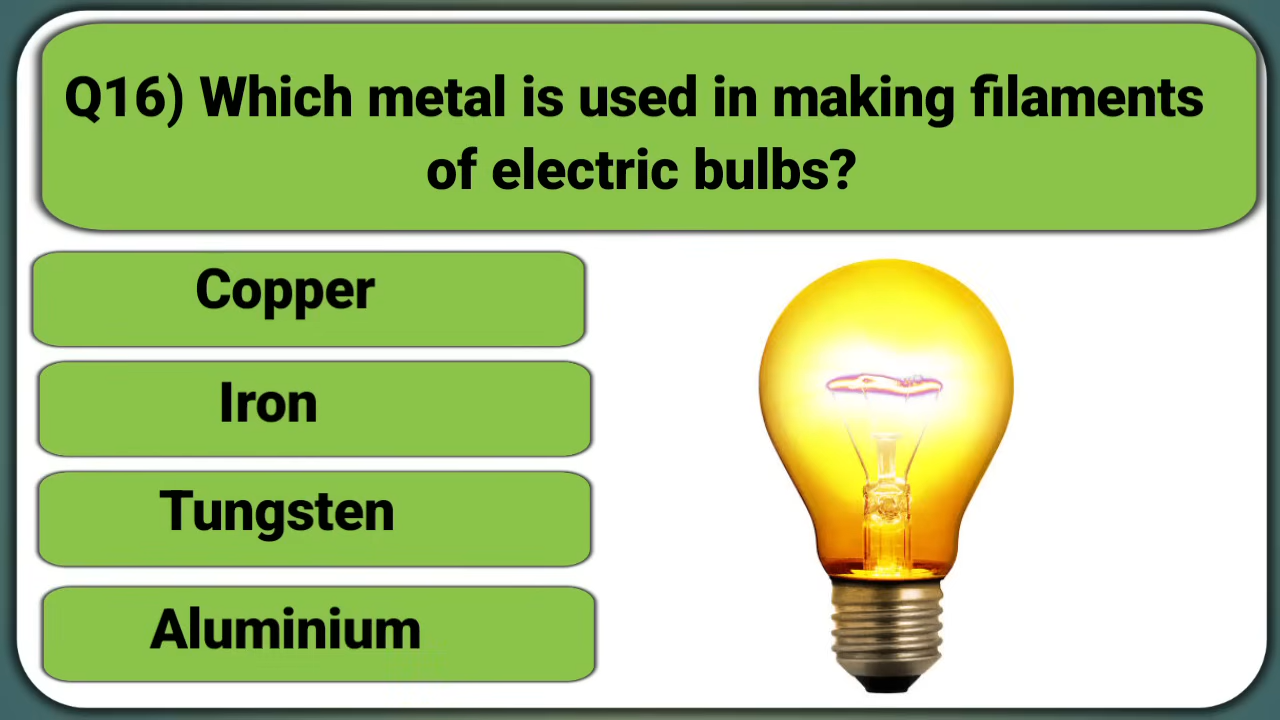 Q16) Which metal is used in making filaments
of electric bulbs?
Copper
Iron
Tungsten
Aluminium